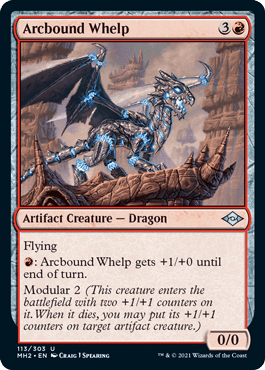 Arcbound Whelp 3
Artifact Creature — Dragon
Flying
: Arcbound Whelp gets +1/+0 until
end of turn.
Modular 2 (This creature enters the
battlefield with two +1/+1 counters
on it. When it dies, you may put its +1/+1
counters on target artifact creature.)
0/0
113/303 U
MH2 • EN Craig J Spearing
™ & © 2021 Wizards of the Coast